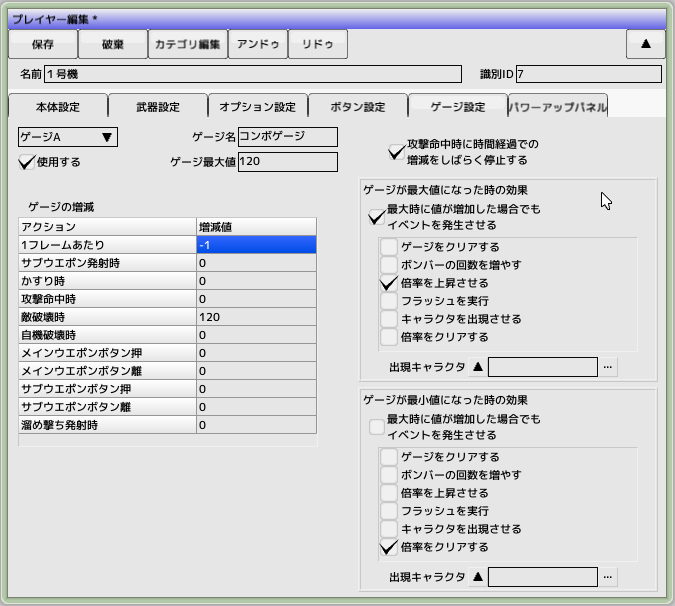 プレイヤー編集 *
保存 破棄 カテゴリ編集 アンドゥ リドゥ ▲
名前 1号機 識別ID 7
本体設定 武器設定 オプション設定 ボタン設定 ゲージ設定 パワーアップパネル
ゲージA ▼ ゲージ名 コンボゲージ
使用する ゲージ最大値 120
攻撃命中時に時間経過での
増減をしばらく停止する
ゲージの増減
アクション 増減値
1フレームあたり -1
サブウエポン発射時 0
かすり時 0
攻撃命中時 0
敵破壊時 120
自機破壊時 0
メインウエポンボタン押 0
メインウエポンボタン離 0
サブウエポンボタン押 0
サブウエポンボタン離 0
溜め撃ち発射時 0
ゲージが最大値になった時の効果
最大時に値が増加した場合でも
イベントを発生させる
ゲージをクリアする
ボンバーの回数を増やす
倍率を上昇させる
フラッシュを実行
キャラクタを出現させる
倍率をクリアする
出現キャラクタ ▲ ...
ゲージが最小値になった時の効果
最大時に値が増加した場合でも
イベントを発生させる
ゲージをクリアする
ボンバーの回数を増やす
倍率を上昇させる
フラッシュを実行
キャラクタを出現させる
倍率をクリアする
出現キャラクタ ▲ ...